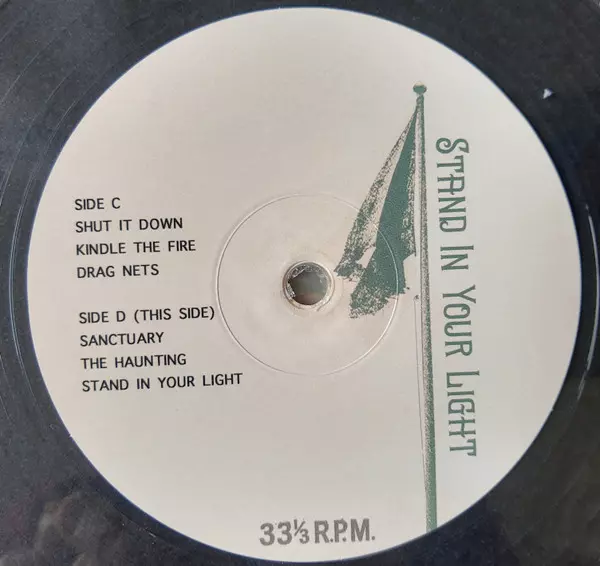 SIDE C
SHUT IT DOWN
KINDLE THE FIRE
DRAG NETS
SIDE D (THIS SIDE)
SANCTUARY
THE HAUNTING
STAND IN YOUR LIGHT
STAND IN YOUR LIGHT
33⅓ R.P.M.